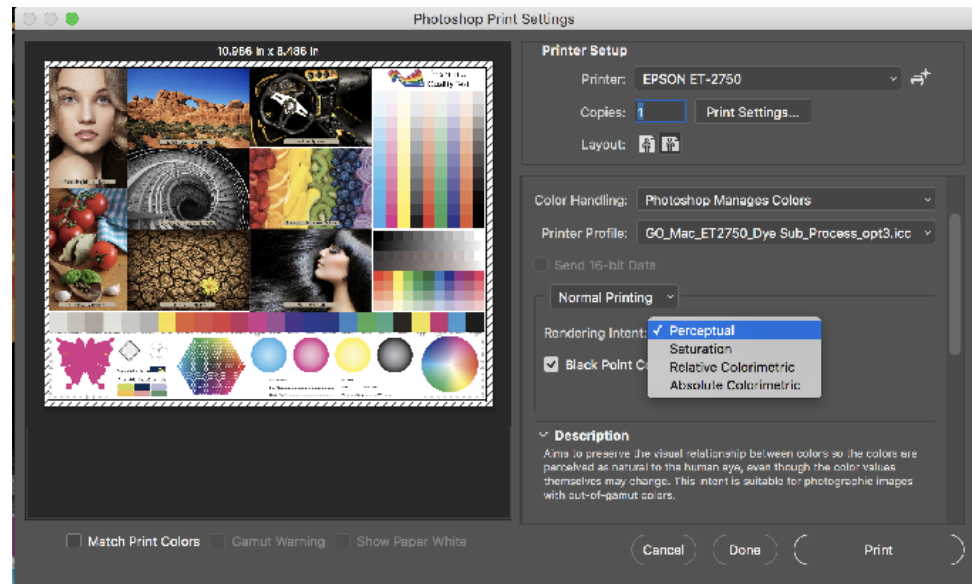 Photoshop Print Settings
10.986 in x 8.486 in
Quality Test
Printer Setup
Printer: EPSON ET-2750
Copies: 1 Print Settings...
Layout:
Color Handling: Photoshop Manages Colors
Printer Profile: GO_Mac_ET2750_Dye Sub_Process_opt3.icc
Send 16-bit Data
Normal Printing
Rendering Intent: ✓ Perceptual
Saturation
Relative Colorimetric
Absolute Colorimetric
Black Point
Description
Aims to preserve the visual relationship between colors so the colors are
perceived as natural to the human eye, even though the color values
themselves may change. This intent is suitable for photographic images
with out-of-gamut colors.
Match Print Colors Gamut Warning Show Paper White
Cancel Done Print